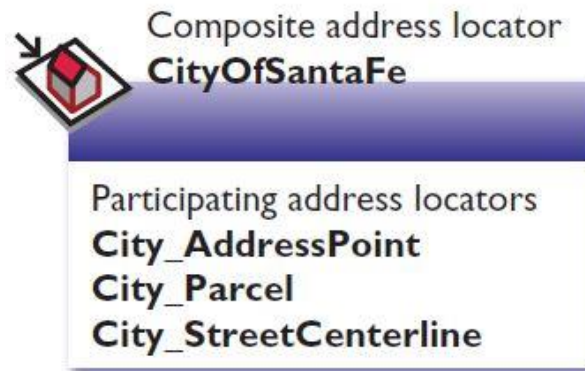 Composite address locator
CityOfSantaFe
Participating address locators
City_AddressPoint
City_Parcel
City_StreetCenterline